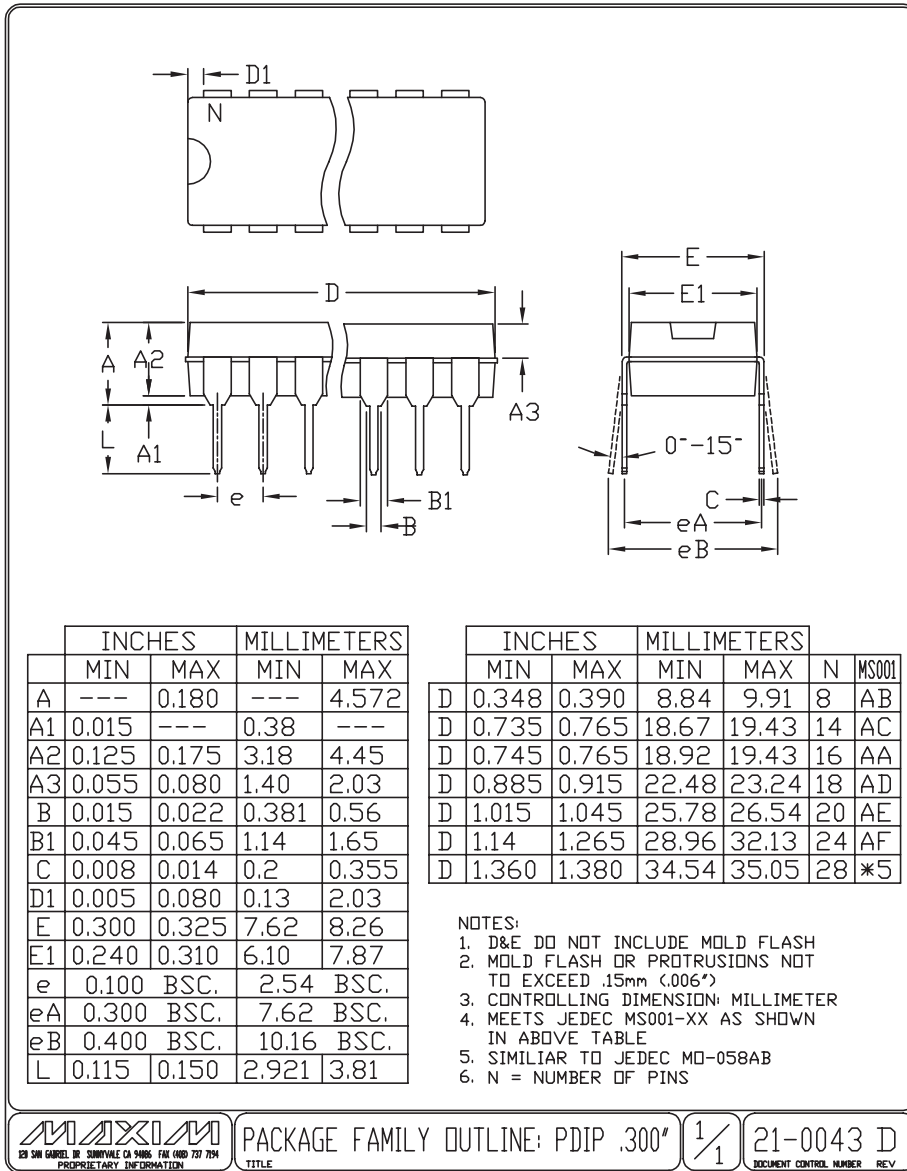 D1
N
D
E
E1
A
A2
A3
L
A1
0°-15°
e
B1
B
C
eA
eB
INCHES MILLIMETERS
MIN MAX MIN MAX
A --- 0.180 --- 4.572
A1 0.015 --- 0.38 ---
A2 0.125 0.175 3.18 4.45
A3 0.055 0.080 1.40 2.03
B 0.015 0.022 0.381 0.56
B1 0.045 0.065 1.14 1.65
C 0.008 0.014 0.2 0.355
D1 0.005 0.080 0.13 2.03
E 0.300 0.325 7.62 8.26
E1 0.240 0.310 6.10 7.87
e 0.100 BSC. 2.54 BSC.
eA 0.300 BSC. 7.62 BSC.
eB 0.400 BSC. 10.16 BSC.
L 0.115 0.150 2.921 3.81
INCHES MILLIMETERS
MIN MAX MIN MAX N MS001
D 0.348 0.390 8.84 9.91 8 AB
D 0.735 0.765 18.67 19.43 14 AC
D 0.745 0.765 18.92 19.43 16 AA
D 0.885 0.915 22.48 23.24 18 AD
D 1.015 1.045 25.78 26.54 20 AE
D 1.14 1.265 28.96 32.13 24 AF
D 1.360 1.380 34.54 35.05 28 *5
NOTES:
1. D&E DO NOT INCLUDE MOLD FLASH
2. MOLD FLASH OR PROTRUSIONS NOT
TO EXCEED .15mm (.006")
3. CONTROLLING DIMENSION: MILLIMETER
4. MEETS JEDEC MS001-XX AS SHOWN
IN ABOVE TABLE
5. SIMILIAR TO JEDEC MO-058AB
6. N = NUMBER OF PINS
MAXIM
120 SAN GABRIEL DR SUNNYVALE CA 94086 FAX (408) 737 7194
PROPRIETARY INFORMATION
PACKAGE FAMILY OUTLINE: PDIP .300"
TITLE
1/1
21-0043 D
DOCUMENT CONTROL NUMBER REV